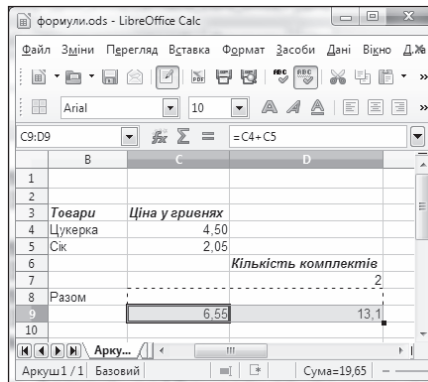 формули.ods - LibreOffice Calc
Файл Зміни Перегляд Вставка Формат Засоби Дані Вікно Д
Arial 10
C9:D9 =C4+C5
B C D
1
2
3 Товари Ціна у гривнях
4 Цукерка 4,50
5 Сік 2,05
6 Кількість комплектів
7 2
8 Разом
9 6,55 13,1
10
Арку...
Аркуш 1 / 1 Базовий Сума=19,65